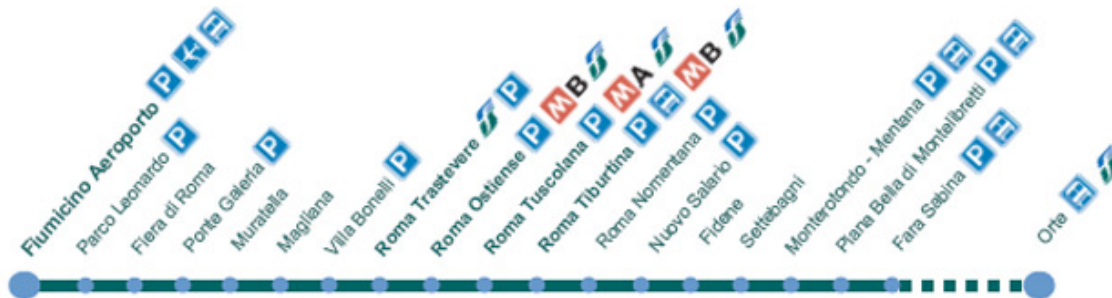 Fiumicino Aeroporto P
Parco Leonardo P
Fiera di Roma
Ponte Galeria P
Muratella
Magliana
Villa Bonelli P
Roma Trastevere P
Roma Ostiense P M B
Roma Tuscolana P M A
Roma Tiburtina P H M B
Roma Nomentana P
Nuovo Salario P
Fidene
Settebagni
Monterotondo - Mentana P H
Piana Bella di Montelibretti P H
Fara Sabina P H
Orte H